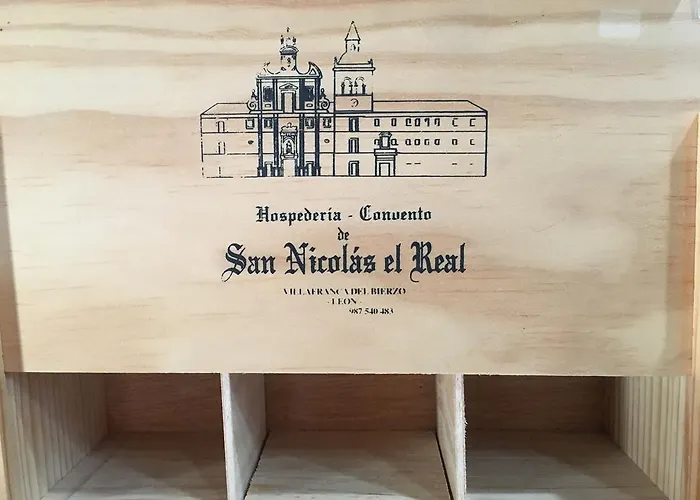 Hospedería - Convento
de
San Nicolás el Real
VILLAFRANCA DEL BIERZO
- LEON -
987 540 483